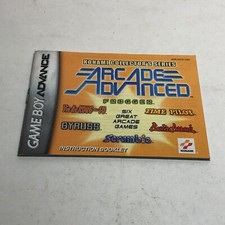 KONAMI COLLECTOR'S SERIES
ARCADE
ADVANCED
FROGGER
TIME PILOT
GYRUSS
SIX
GREAT
ARCADE
GAMES
Scramble
INSTRUCTION BOOKLET
KONAMI
GAME BOY ADVANCE